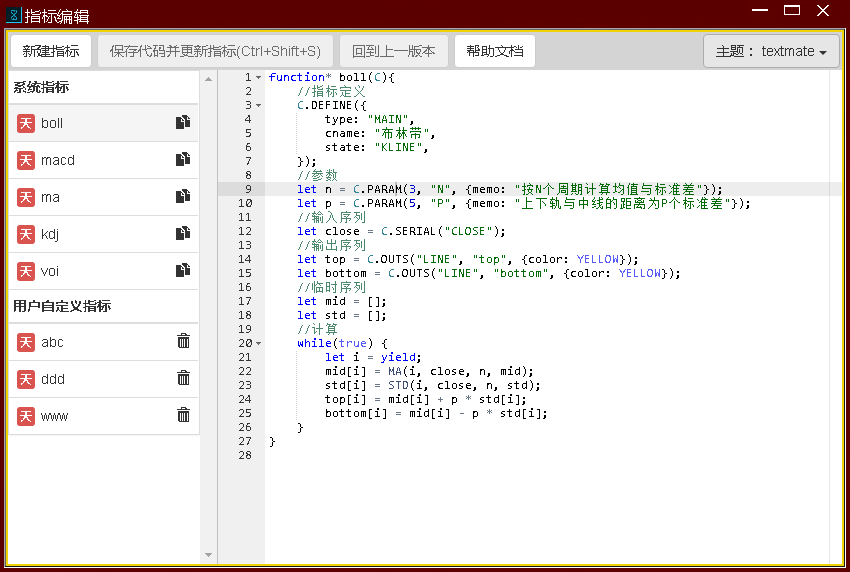 指标编辑
新建指标 保存代码并更新指标(Ctrl+Shift+S) 回到上一版本 帮助文档 主题： textmate
系统指标
天 boll
天 macd
天 ma
天 kdj
天 voi
用户自定义指标
天 abc
天 ddd
天 www
1 function* boll(C){
2 //指标定义
3 C.DEFINE({
4 type: "MAIN",
5 cname: "布林带",
6 state: "KLINE",
7 });
8 //参数
9 let n = C.PARAM(3, "N", {memo: "按N个周期计算均值与标准差"});
10 let p = C.PARAM(5, "P", {memo: "上下轨与中线的距离为P个标准差"});
11 //输入序列
12 let close = C.SERIAL("CLOSE");
13 //输出序列
14 let top = C.OUTS("LINE", "top", {color: YELLOW});
15 let bottom = C.OUTS("LINE", "bottom", {color: YELLOW});
16 //临时序列
17 let mid = [];
18 let std = [];
19 //计算
20 while(true) {
21 let i = yield;
22 mid[i] = MA(i, close, n, mid);
23 std[i] = STD(i, close, n, std);
24 top[i] = mid[i] + p * std[i];
25 bottom[i] = mid[i] - p * std[i];
26 }
27 }
28